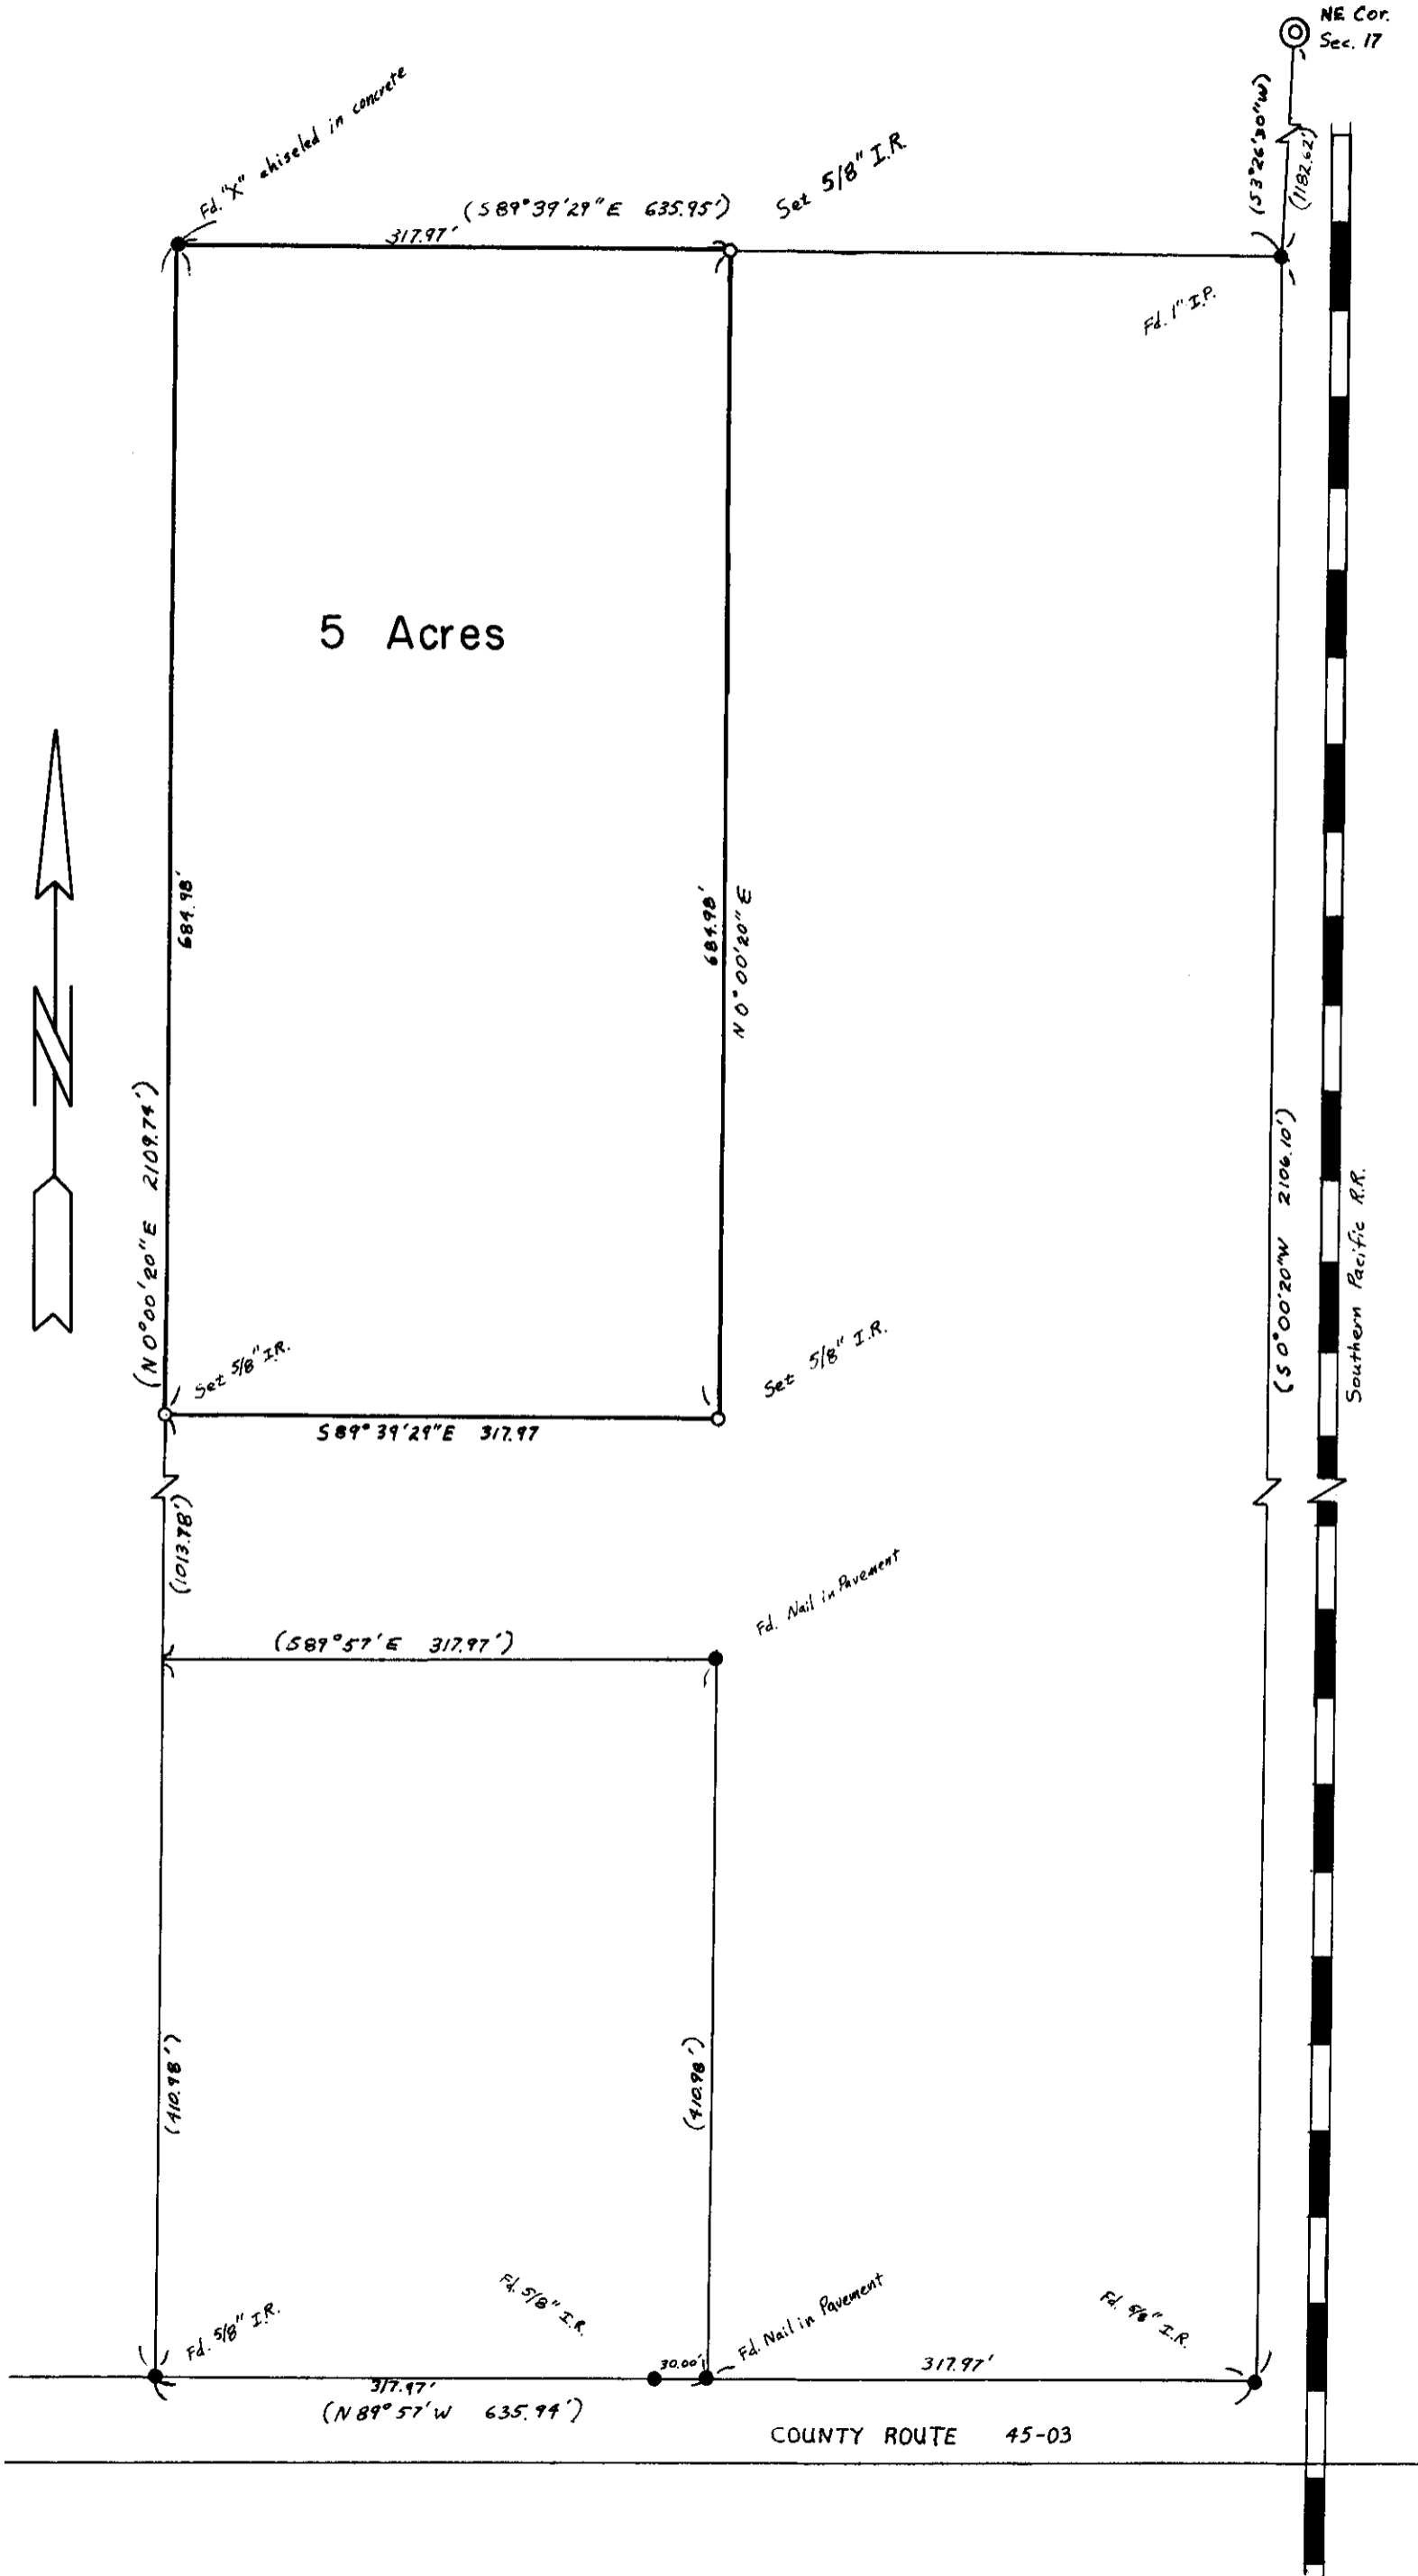 NE Cor.
Sec. 17
(S 3°26'30"W)
(1182.62')
Fd. "X" chiseled in concrete
(S 89°39'29"E 635.95')
Set 5/8" I.R.
317.97'
Fd. 1" I.P.
5 Acres
684.98'
684.98'
N 0°00'20"E
N
(N 0°00'20"E 2109.74')
(S 0°00'20"W 2106.10')
Southern Pacific R.R.
Set 5/8" I.R.
Set 5/8" I.R.
S 89°39'29"E 317.97
(1013.78')
Fd. Nail in Pavement
(S89°57'E 317.97')
(410.98')
(410.98')
Fd. 5/8" I.R.
Fd. 5/8" I.R.
Fd. Nail in Pavement
Fd. 5/8" I.R.
317.97'
30.00'
317.97'
(N 89°57'W 635.94')
COUNTY ROUTE 45-03